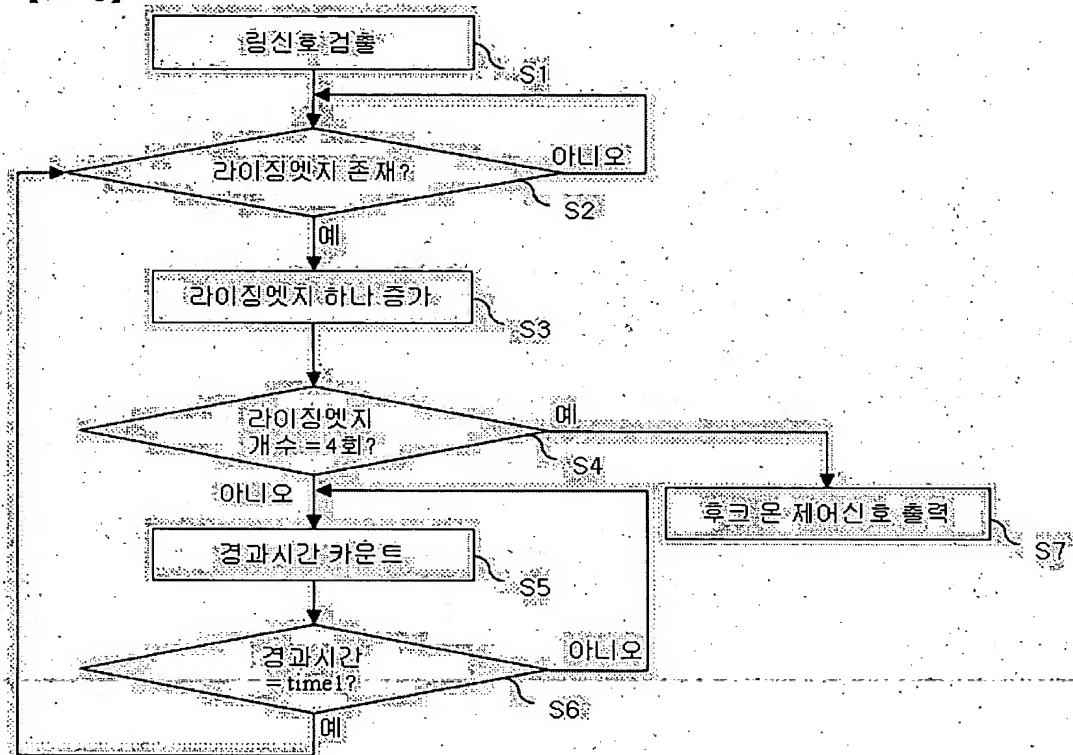 링신호 검출
S1
라이징엣지 존재?
아니오
S2
예
라이징엣지 하나 증가
S3
라이징엣지
개수 = 4회?
예
S4
아니오
후크 온 제어신호 출력
S7
경과시간 카운트
S5
경과시간
= time1?
아니오
S6
예